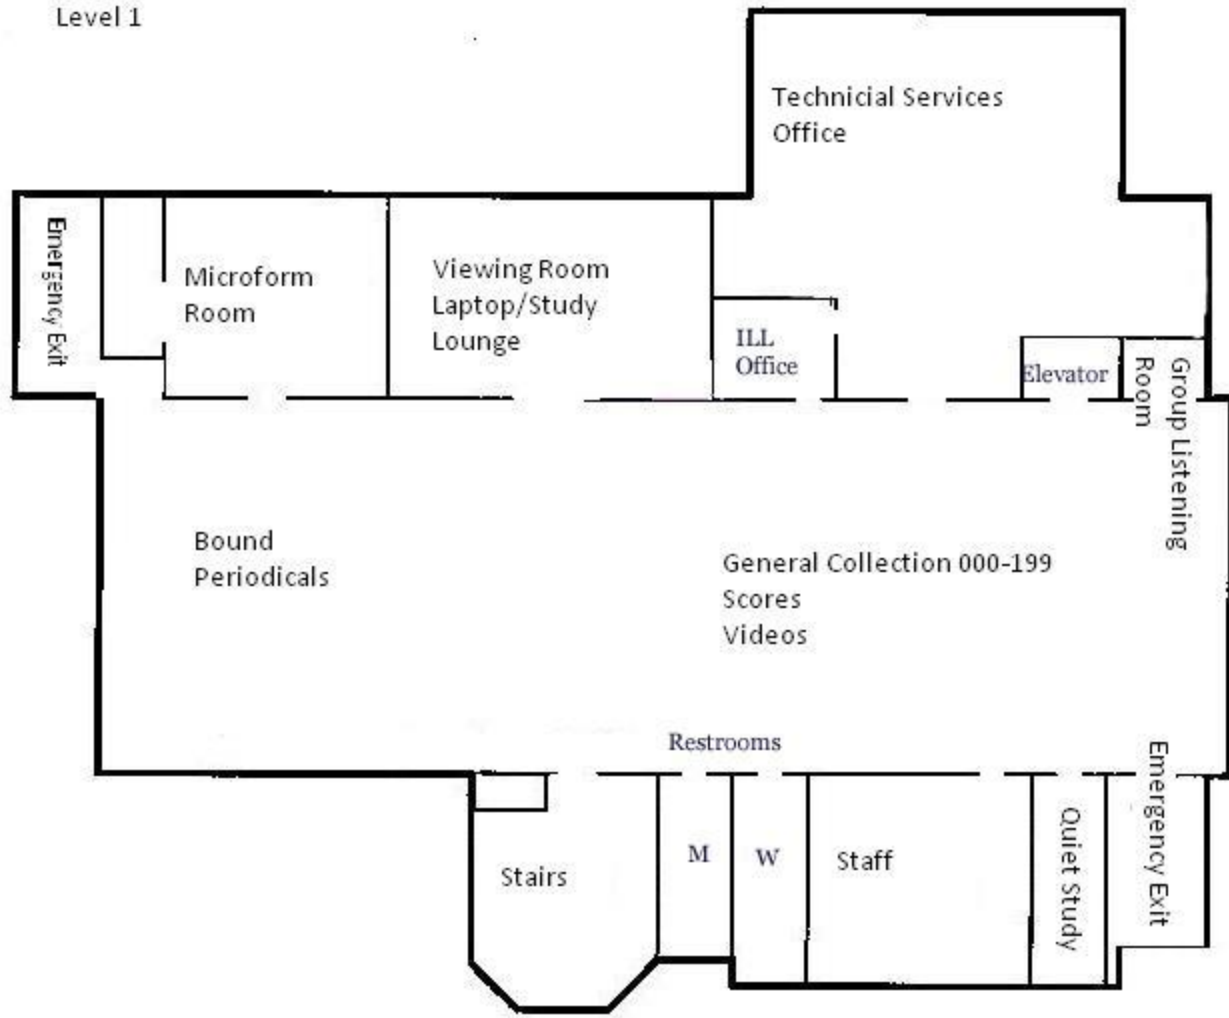 Level 1
Technicial Services
Office
Emergency Exit
Microform
Room
Viewing Room
Laptop/Study
Lounge
ILL
Office
Elevator
Group Listening
Room
Bound
Periodicals
General Collection 000-199
Scores
Videos
Restrooms
Stairs
M
W
Staff
Quiet Study
Emergency Exit